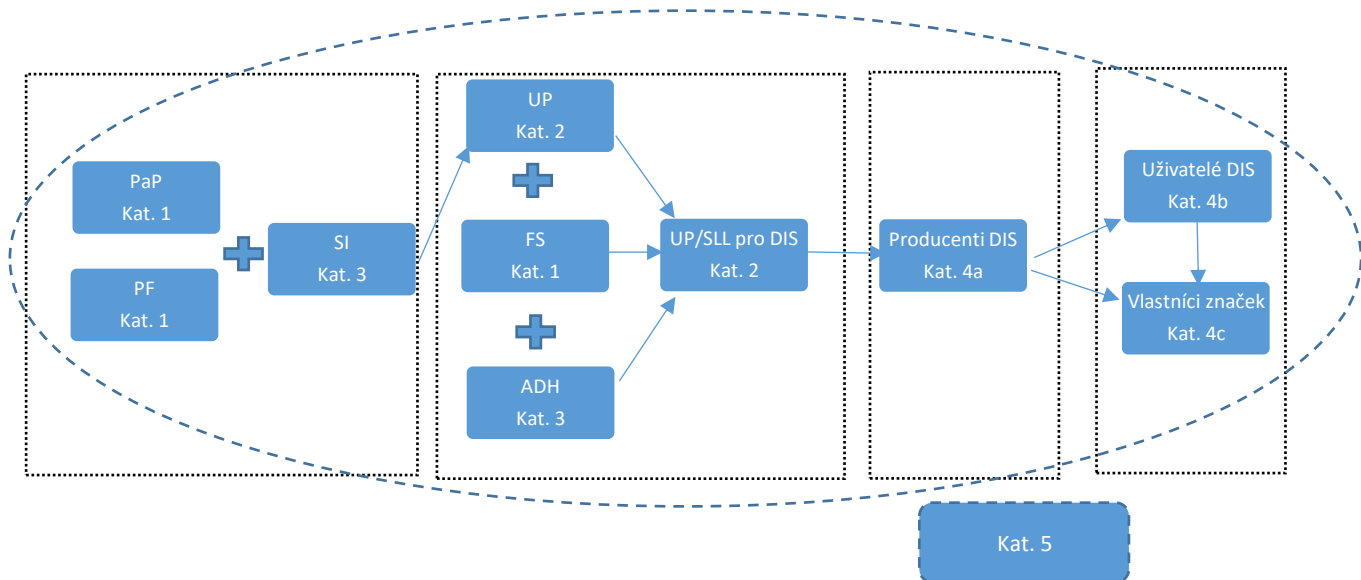 PaP
Kat. 1
PF
Kat. 1
SI
Kat. 3
UP
Kat. 2
FS
Kat. 1
ADH
Kat. 3
UP/SLL pro DIS
Kat. 2
Producenti DIS
Kat. 4a
Uživatelé DIS
Kat. 4b
Vlastníci značek
Kat. 4c
Kat. 5